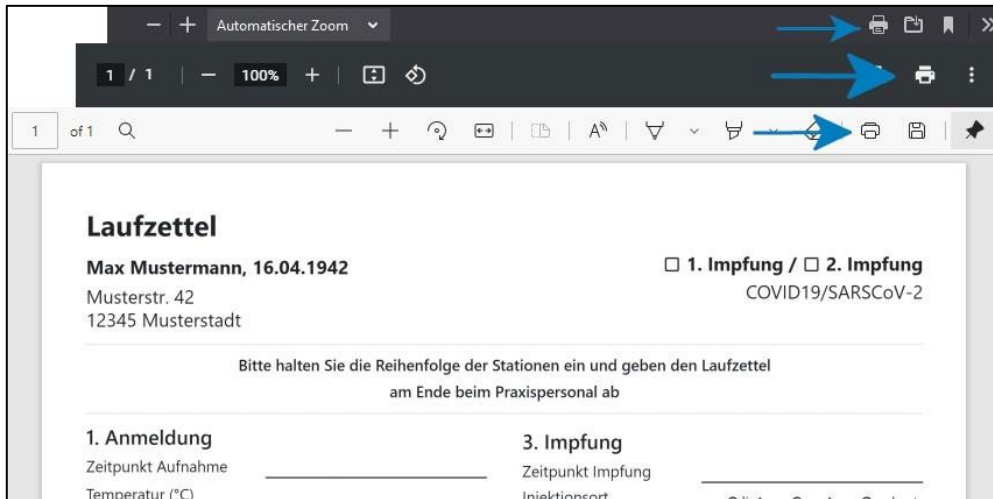 Automatischer Zoom
1 / 1 100%
1 of 1 A
Laufzettel
Max Mustermann, 16.04.1942
☐ 1. Impfung / ☐ 2. Impfung
Musterstr. 42
COVID19/SARSCoV-2
12345 Musterstadt
Bitte halten Sie die Reihenfolge der Stationen ein und geben den Laufzettel
am Ende beim Praxispersonal ab
1. Anmeldung
Zeitpunkt Aufnahme
Temperatur (°C)
3. Impfung
Zeitpunkt Impfung
Injektionsort